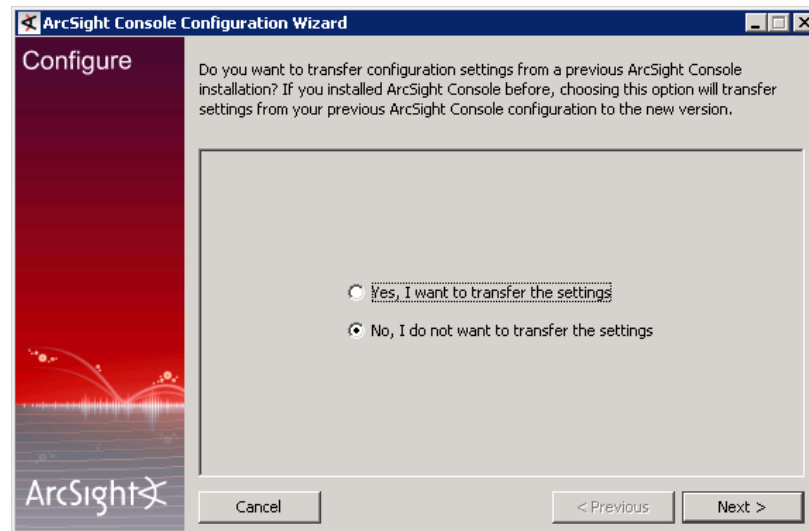 ArcSight Console Configuration Wizard
Configure
Do you want to transfer configuration settings from a previous ArcSight Console
installation? If you installed ArcSight Console before, choosing this option will transfer
settings from your previous ArcSight Console configuration to the new version.
Yes, I want to transfer the settings
No, I do not want to transfer the settings
ArcSight
Cancel
< Previous
Next >